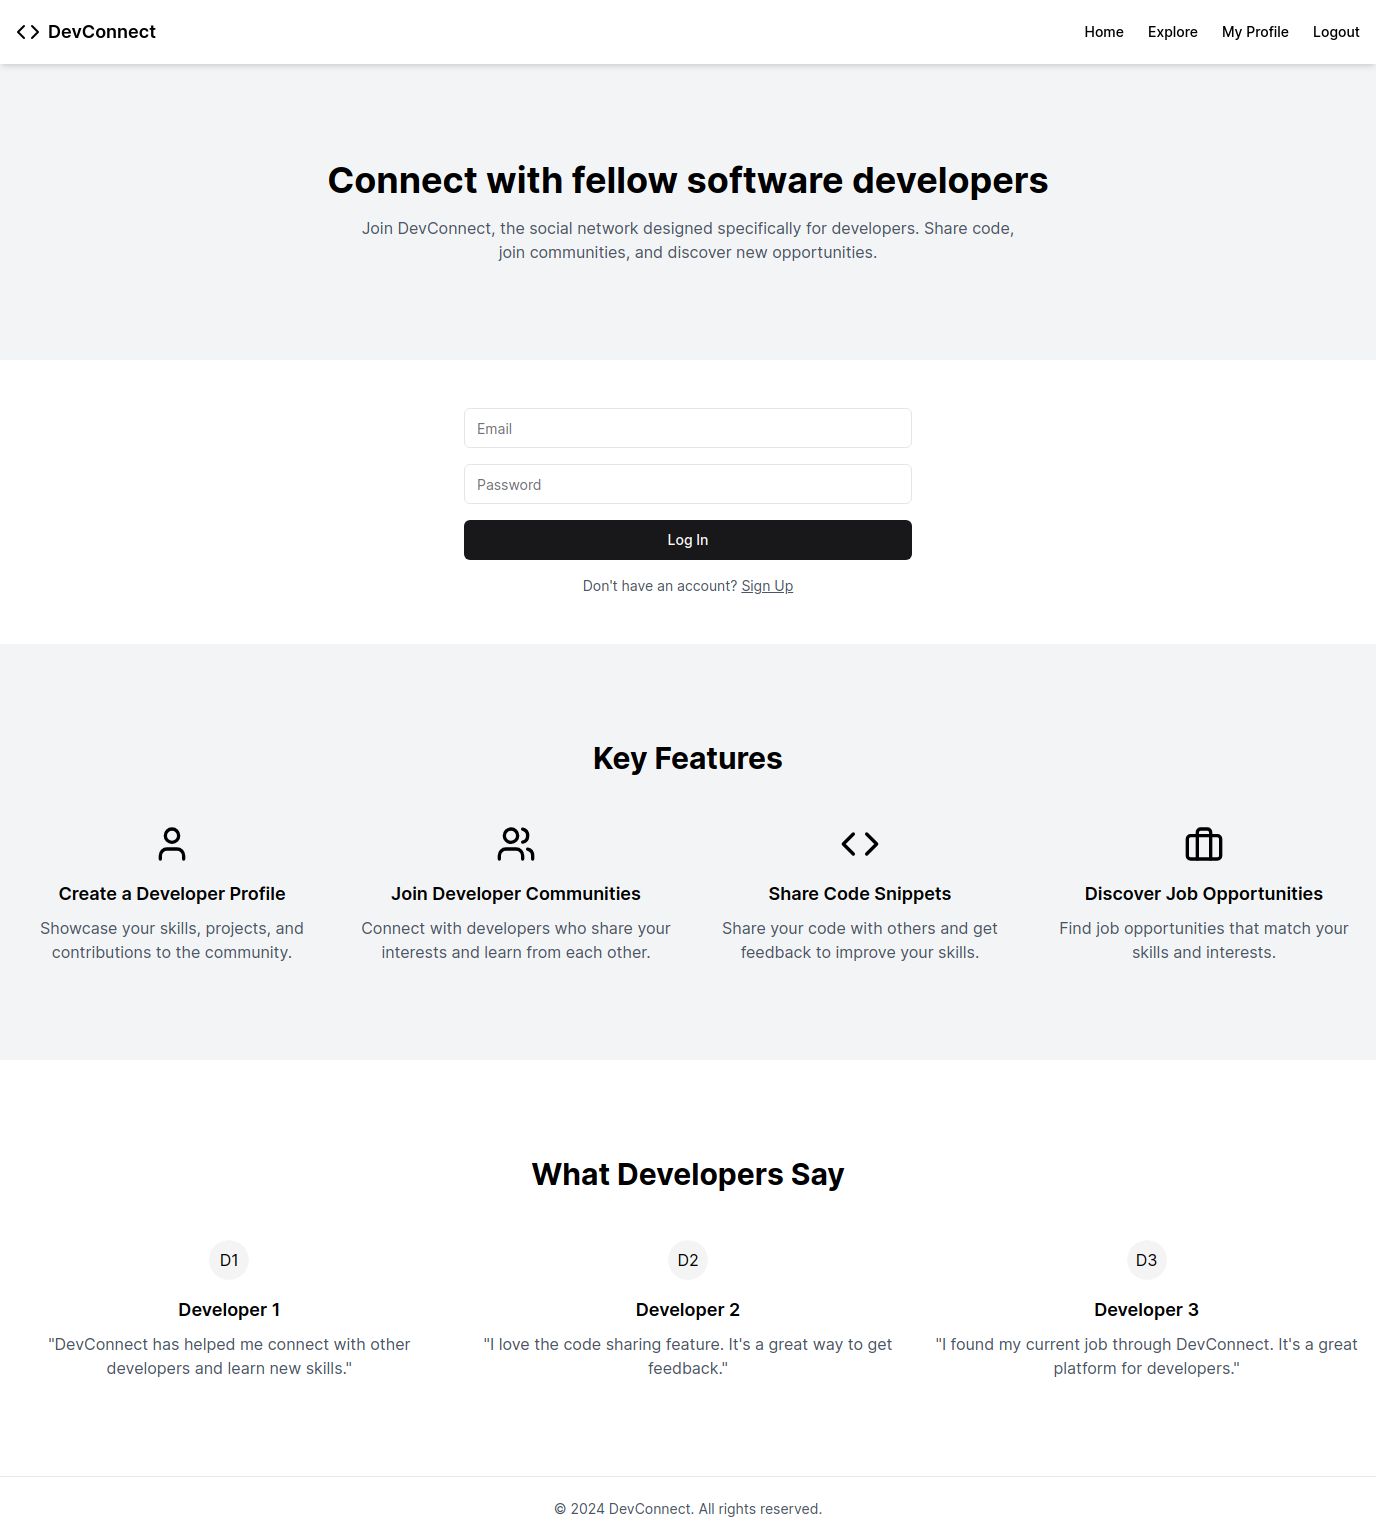 DevConnect
Home Explore My Profile Logout
Connect with fellow software developers
Join DevConnect, the social network designed specifically for developers. Share code,
join communities, and discover new opportunities.
Email
Password
Log In
Don't have an account? Sign Up
Key Features
Create a Developer Profile
Showcase your skills, projects, and
contributions to the community.
Join Developer Communities
Connect with developers who share your
interests and learn from each other.
Share Code Snippets
Share your code with others and get
feedback to improve your skills.
Discover Job Opportunities
Find job opportunities that match your
skills and interests.
What Developers Say
D1
Developer 1
"DevConnect has helped me connect with other
developers and learn new skills."
D2
Developer 2
"I love the code sharing feature. It's a great way to get
feedback."
D3
Developer 3
"I found my current job through DevConnect. It's a great
platform for developers."
© 2024 DevConnect. All rights reserved.